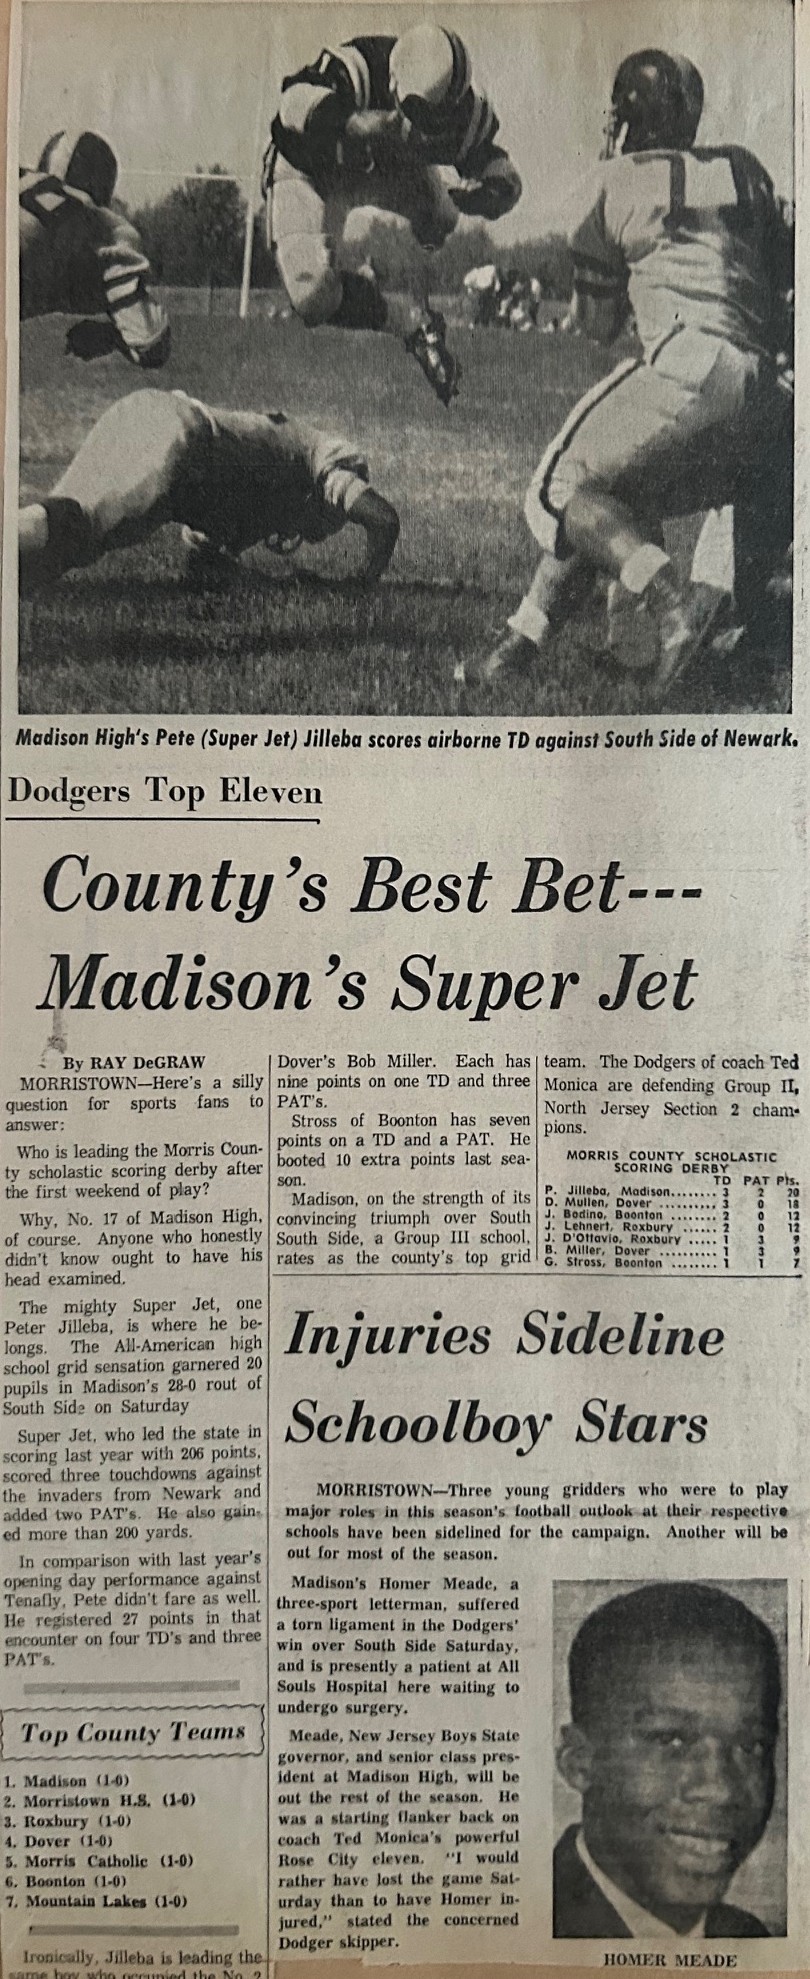 Madison High's Pete (Super Jet) Jilleba scores airborne TD against South Side of Newark.
Dodgers Top Eleven
County's Best Bet---
Madison's Super Jet
By RAY DeGRAW
MORRISTOWN—Here's a silly
question for sports fans to
answer:
Who is leading the Morris Coun-
ty scholastic scoring derby after
the first weekend of play?
Why, No. 17 of Madison High,
of course. Anyone who honestly
didn't know ought to have his
head examined.
The mighty Super Jet, one
Peter Jilleba, is where he be-
longs. The All-American high
school grid sensation garnered 20
pupils in Madison's 28-0 rout of
South Side on Saturday
Super Jet, who led the state in
scoring last year with 206 points,
scored three touchdowns against
the invaders from Newark and
added two PAT's. He also gain-
ed more than 200 yards.
In comparison with last year's
opening day performance against
Tenafly, Pete didn't fare as well.
He registered 27 points in that
encounter on four TD's and three
PAT's.
Top County Teams
1. Madison (1-0)
2. Morristown H.S. (1-0)
3. Roxbury (1-0)
4. Dover (1-0)
5. Morris Catholic (1-0)
6. Boonton (1-0)
7. Mountain Lakes (1-0)
Ironically, Jilleba is leading the
same boy who occupied the No. 2
Dover's Bob Miller. Each has
nine points on one TD and three
PAT's.
Stross of Boonton has seven
points on a TD and a PAT. He
booted 10 extra points last sea-
son.
Madison, on the strength of its
convincing triumph over South
South Side, a Group III school,
rates as the county's top grid
team. The Dodgers of coach Ted
Monica are defending Group II,
North Jersey Section 2 cham-
pions.
MORRIS COUNTY SCHOLASTIC
SCORING DERBY
TD PAT Pts.
P. Jilleba, Madison........ 3 2 20
D. Mullen, Dover .......... 3 0 18
J. Bodino, Boonton ....... 2 0 12
J. Lehnert, Roxbury ...... 2 0 12
J. D'Ottavio, Roxbury ..... 1 3 9
B. Miller, Dover .......... 1 3 9
G. Stross, Boonton ....... 1 1 7
Injuries Sideline
Schoolboy Stars
MORRISTOWN—Three young gridders who were to play
major roles in this season's football outlook at their respective
schools have been sidelined for the campaign. Another will be
out for most of the season.
Madison's Homer Meade, a
three-sport letterman, suffered
a torn ligament in the Dodgers'
win over South Side Saturday,
and is presently a patient at All
Souls Hospital here waiting to
undergo surgery.
Meade, New Jersey Boys State
governor, and senior class pres-
ident at Madison High, will be
out the rest of the season. He
was a starting flanker back on
coach Ted Monica's powerful
Rose City eleven. "I would
rather have lost the game Sat-
urday than to have Homer in-
jured," stated the concerned
Dodger skipper.
HOMER MEADE